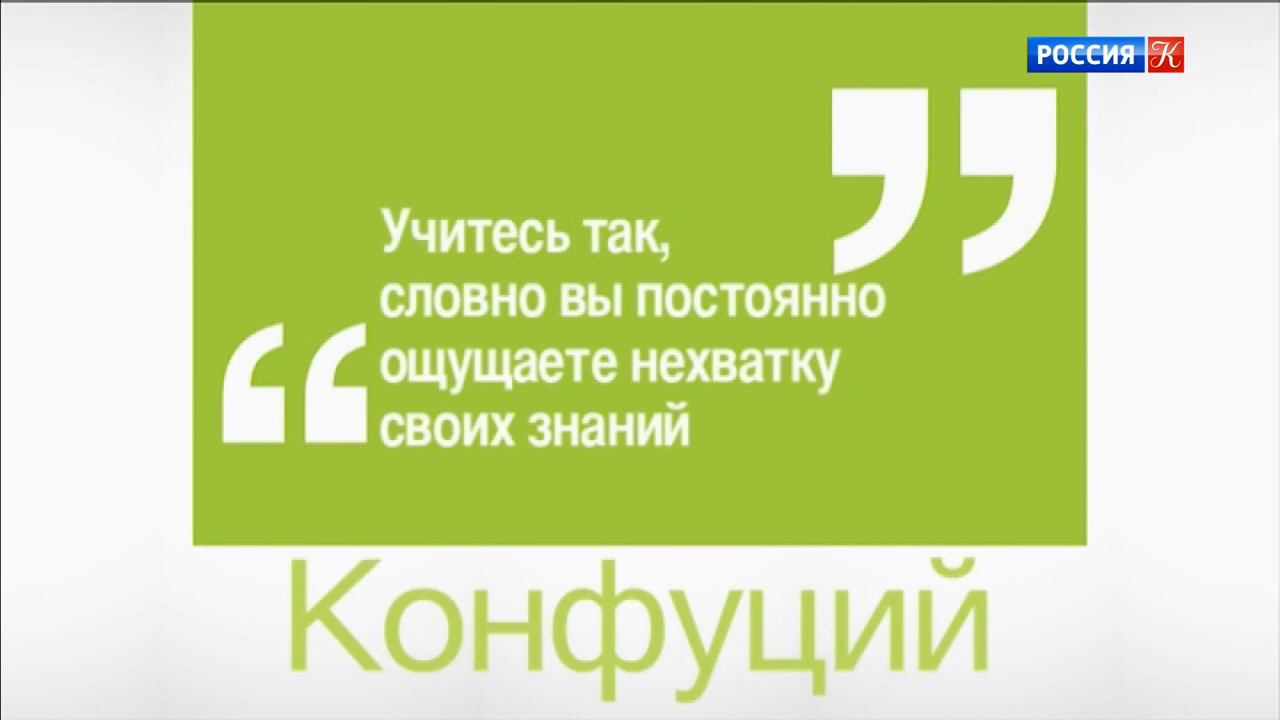 РОССИЯ К
Учитесь так,
словно вы постоянно
ощущаете нехватку
своих знаний
Конфуций